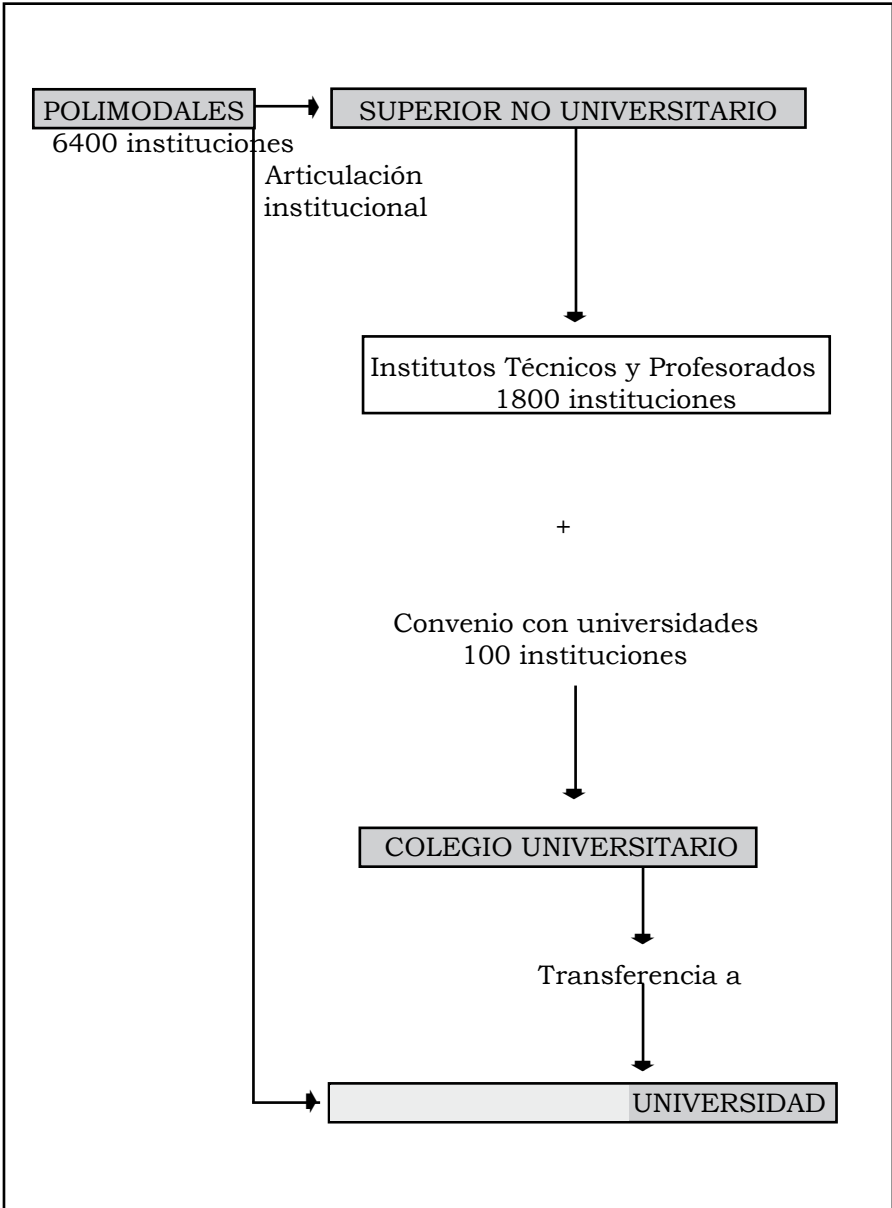 POLIMODALES
SUPERIOR NO UNIVERSITARIO
6400 instituciones
Articulación
institucional
Institutos Técnicos y Profesorados
1800 instituciones
+
Convenio con universidades
100 instituciones
COLEGIO UNIVERSITARIO
Transferencia a
UNIVERSIDAD